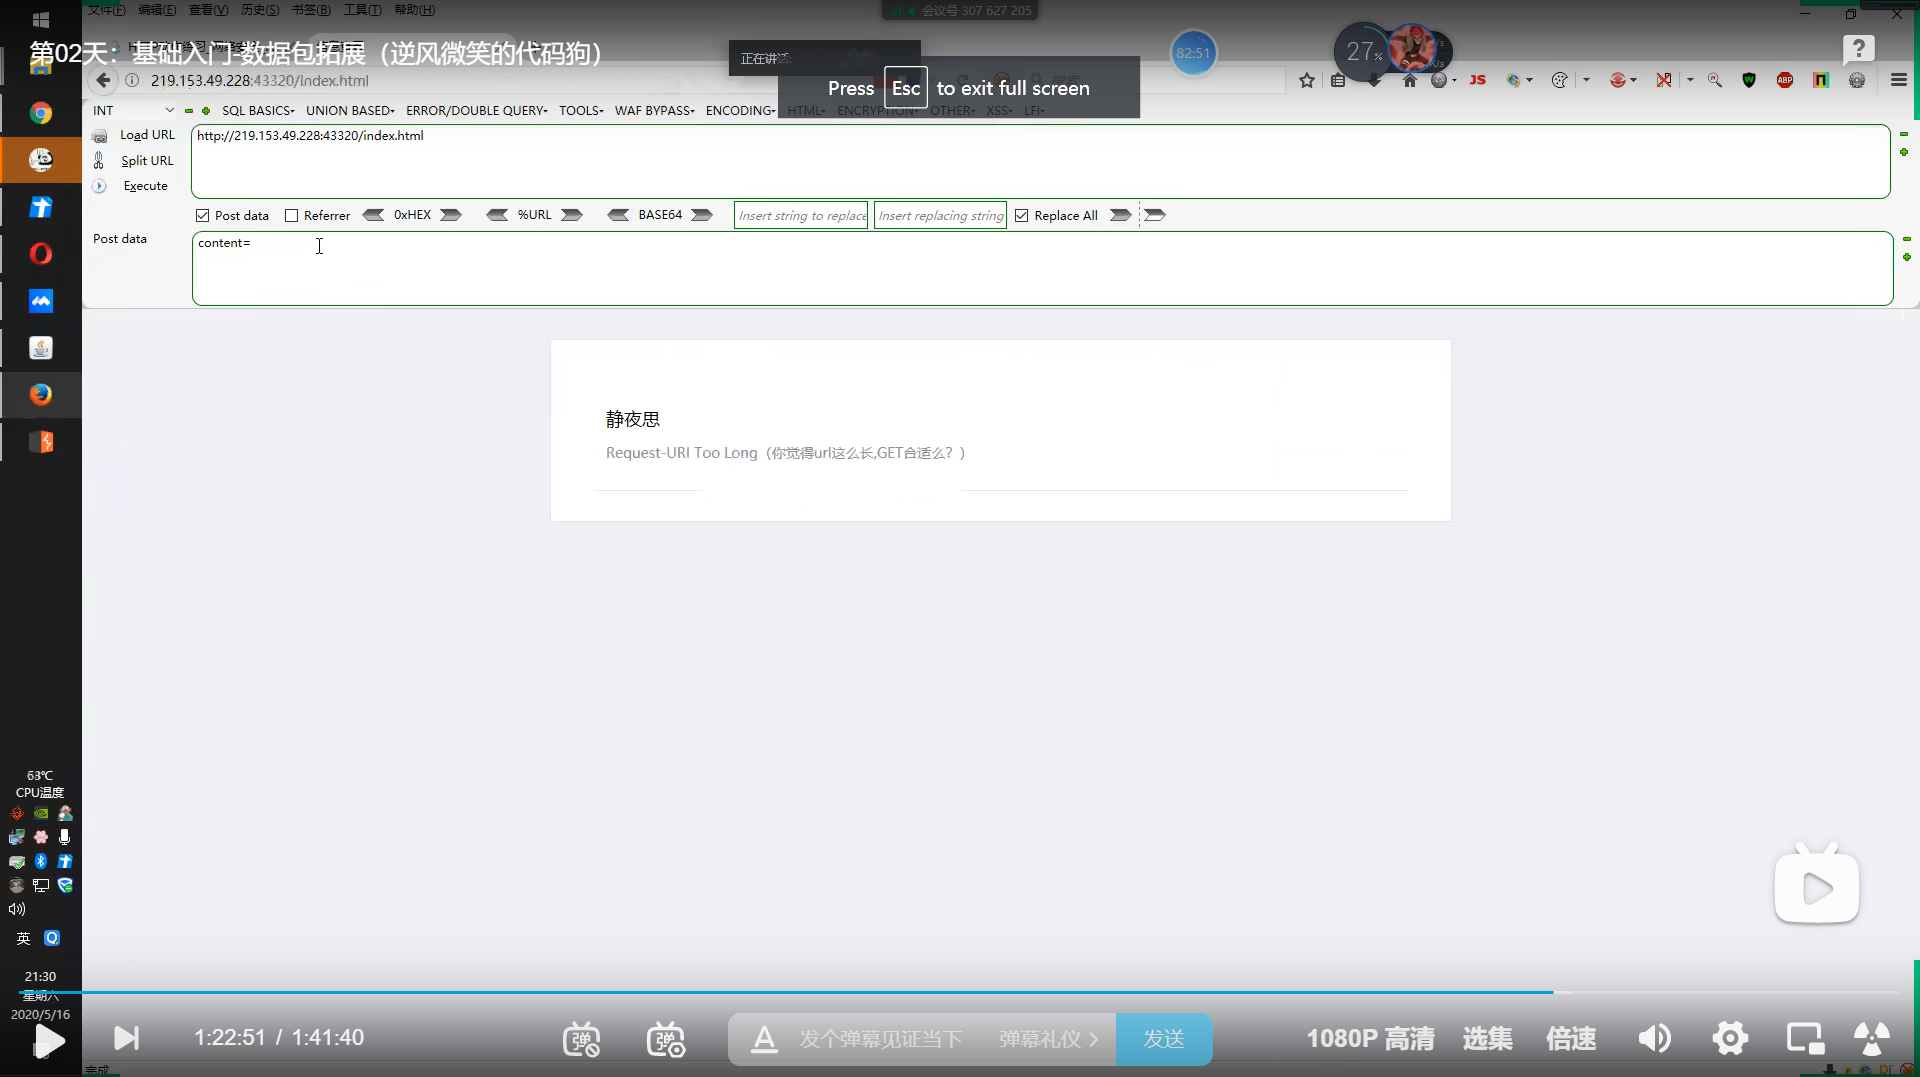 文件(F) 编辑(E) 查看(V) 历史(S) 书签(B) 工具(T) 帮助(H)
会议号 307 627 205
第02天：基础入门-数据包拓展（逆风微笑的代码狗）
正在讲话:
82:51
27%
219.153.49.228:43320/index.html
Press Esc to exit full screen
JS
ABP
INT
SQL BASICS UNION BASED ERROR/DOUBLE QUERY TOOLS WAF BYPASS ENCODING HTML ENCRYPTION OTHER XSS LFI
Load URL
http://219.153.49.228:43320/index.html
Split URL
Execute
Post data Referrer 0xHEX %URL BASE64 Insert string to replace Insert replacing string Replace All
Post data
content=
静夜思
Request-URI Too Long（你觉得url这么长,GET合适么？）
63℃
CPU温度
英
21:30
星期六
2020/5/16
1:22:51 / 1:41:40
弹
弹
发个弹幕见证当下
弹幕礼仪 >
发送
1080P 高清
选集
倍速
完成